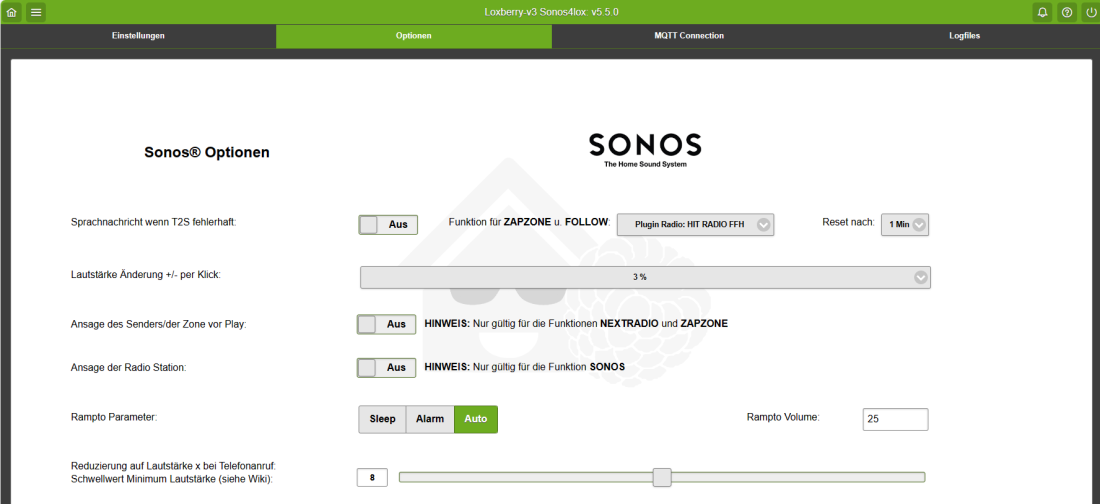 Loxberry-v3 Sonos4lox: v5.5.0
Einstellungen Optionen MQTT Connection Logfiles
Sonos® Optionen
SONOS
The Home Sound System
Sprachnachricht wenn T2S fehlerhaft: Aus Funktion für ZAPZONE u. FOLLOW: Plugin Radio: HIT RADIO FFH Reset nach: 1 Min
Lautstärke Änderung +/- per Klick: 3 %
Ansage des Senders/der Zone vor Play: Aus HINWEIS: Nur gültig für die Funktionen NEXTRADIO und ZAPZONE
Ansage der Radio Station: Aus HINWEIS: Nur gültig für die Funktion SONOS
Rampto Parameter: Sleep Alarm Auto Rampto Volume: 25
Reduzierung auf Lautstärke x bei Telefonanruf:
Schwellwert Minimum Lautstärke (siehe Wiki): 8